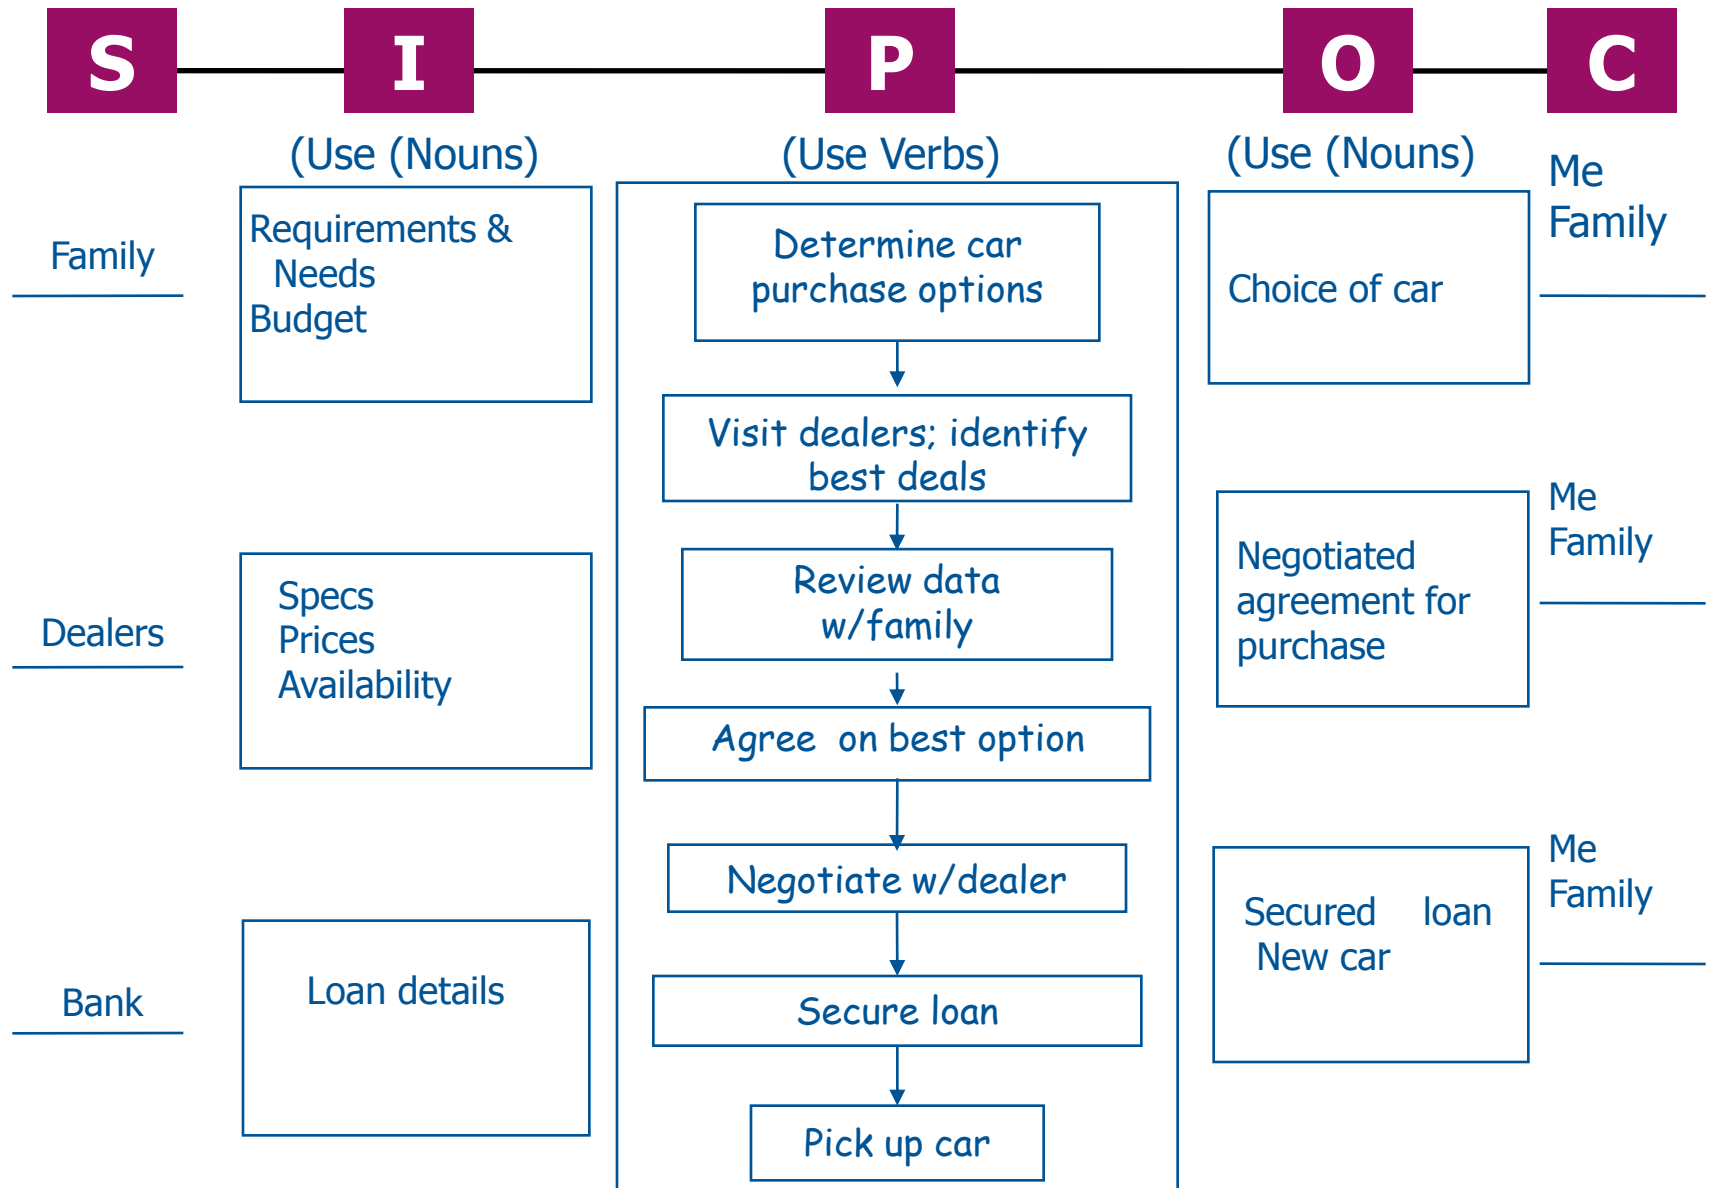 S I P O C
(Use (Nouns)
(Use Verbs)
(Use (Nouns)
Family
Dealers
Bank
Requirements &
Needs
Budget
Specs
Prices
Availability
Loan details
Determine car
purchase options
Visit dealers; identify
best deals
Review data
w/family
Agree on best option
Negotiate w/dealer
Secure loan
Pick up car
Choice of car
Negotiated
agreement for
purchase
Secured loan
New car
Me
Family
Me
Family
Me
Family